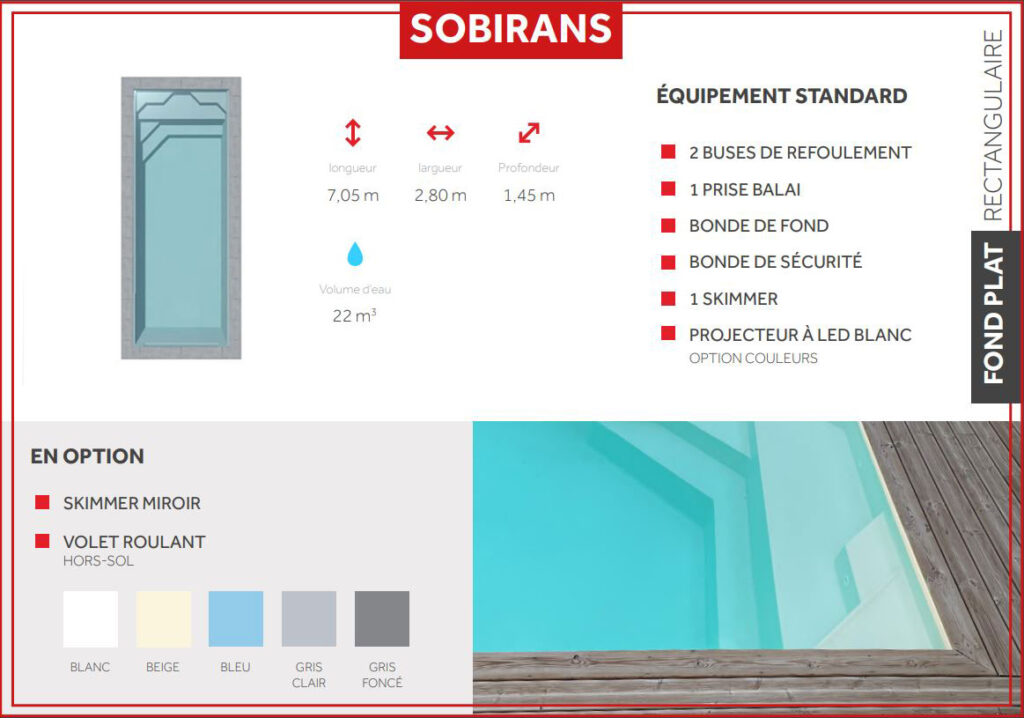 SOBIRANS
longueur
7,05 m
largueur
2,80 m
Profondeur
1,45 m
Volume d'eau
22 m³
ÉQUIPEMENT STANDARD
2 BUSES DE REFOULEMENT
1 PRISE BALAI
BONDE DE FOND
BONDE DE SÉCURITÉ
1 SKIMMER
PROJECTEUR À LED BLANC
OPTION COULEURS
FOND PLAT RECTANGULAIRE
EN OPTION
SKIMMER MIROIR
VOLET ROULANT
HORS-SOL
BLANC
BEIGE
BLEU
GRIS
CLAIR
GRIS
FONCÉ